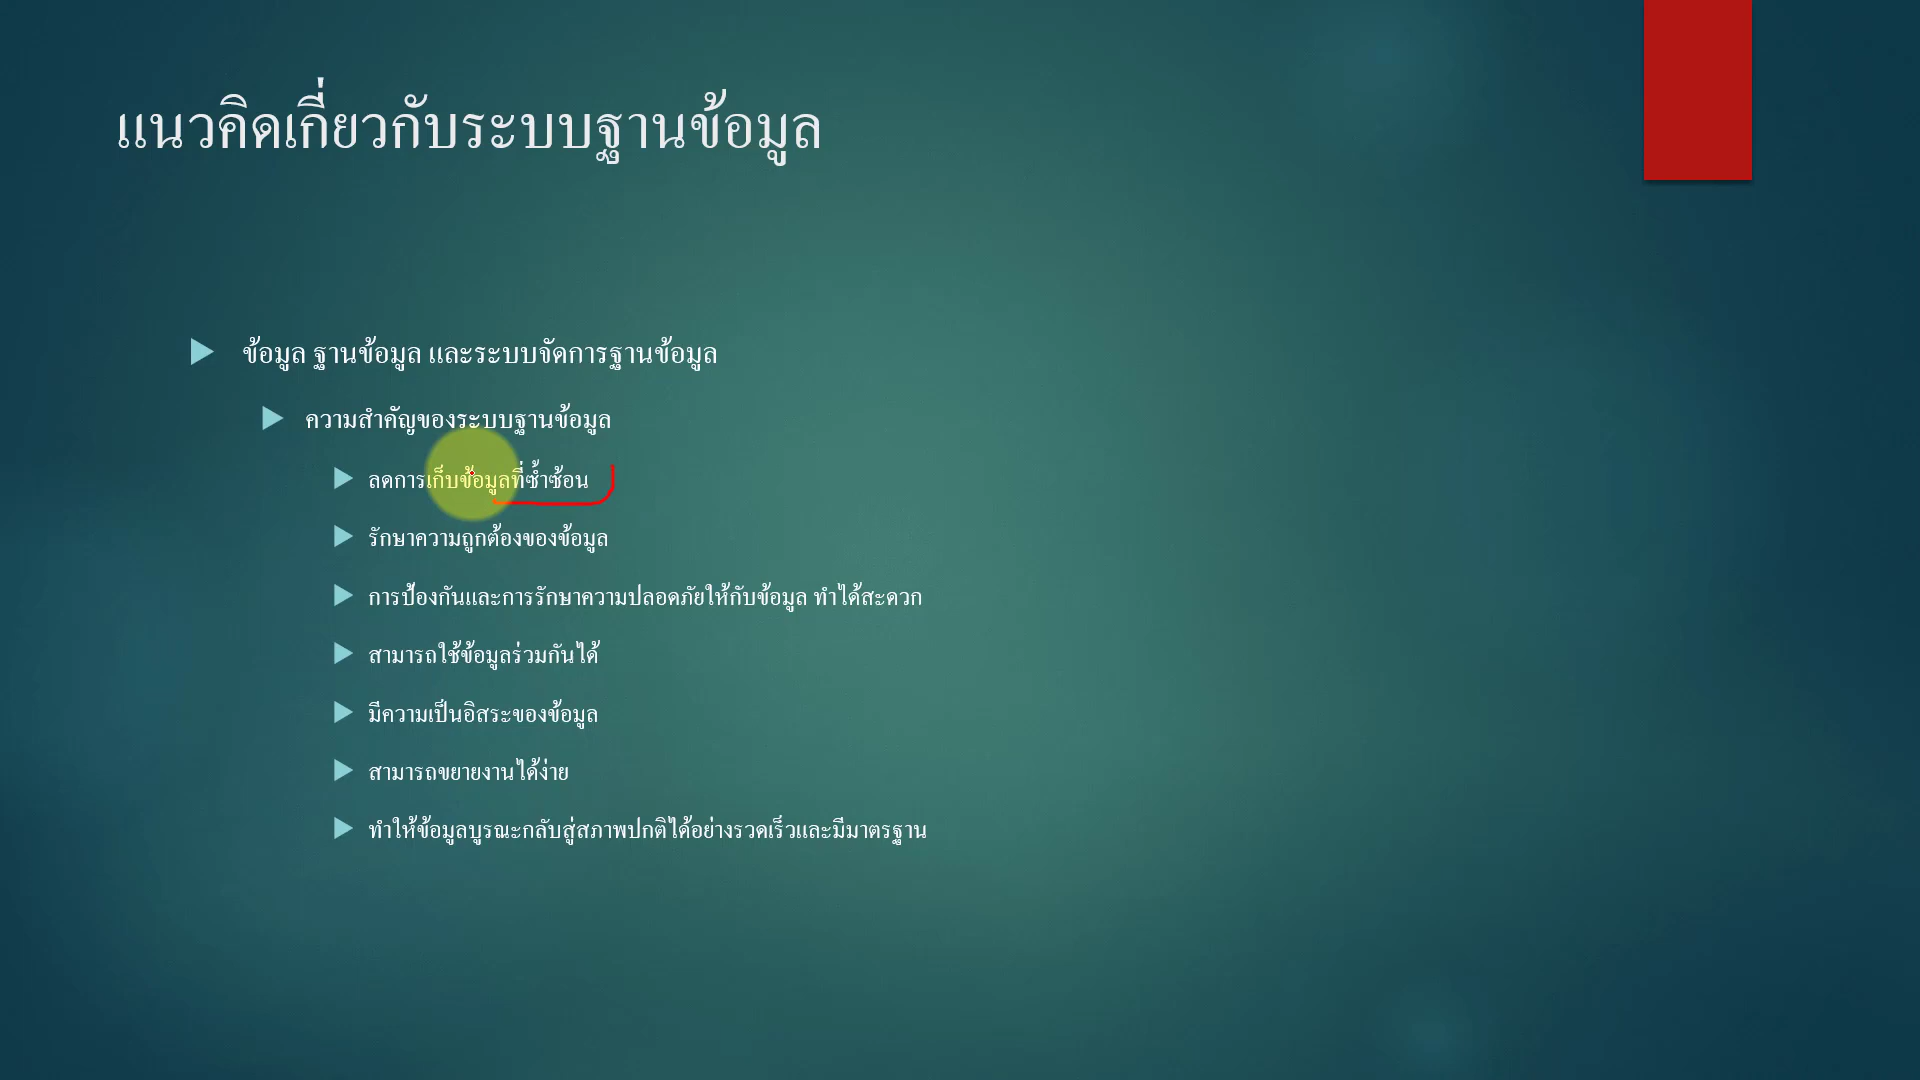 แนวคิดเกี่ยวกับระบบฐานข้อมูล
ข้อมูล ฐานข้อมูล และระบบจัดการฐานข้อมูล
ความสำคัญของระบบฐานข้อมูล
ลดการเก็บข้อมูลที่ซ้ำซ้อน
รักษาความถูกต้องของข้อมูล
การป้องกันและการรักษาความปลอดภัยให้กับข้อมูล ทำได้สะดวก
สามารถใช้ข้อมูลร่วมกันได้
มีความเป็นอิสระของข้อมูล
สามารถขยายงานได้ง่าย
ทำให้ข้อมูลบูรณะกลับสู่สภาพปกติได้อย่างรวดเร็วและมีมาตรฐาน